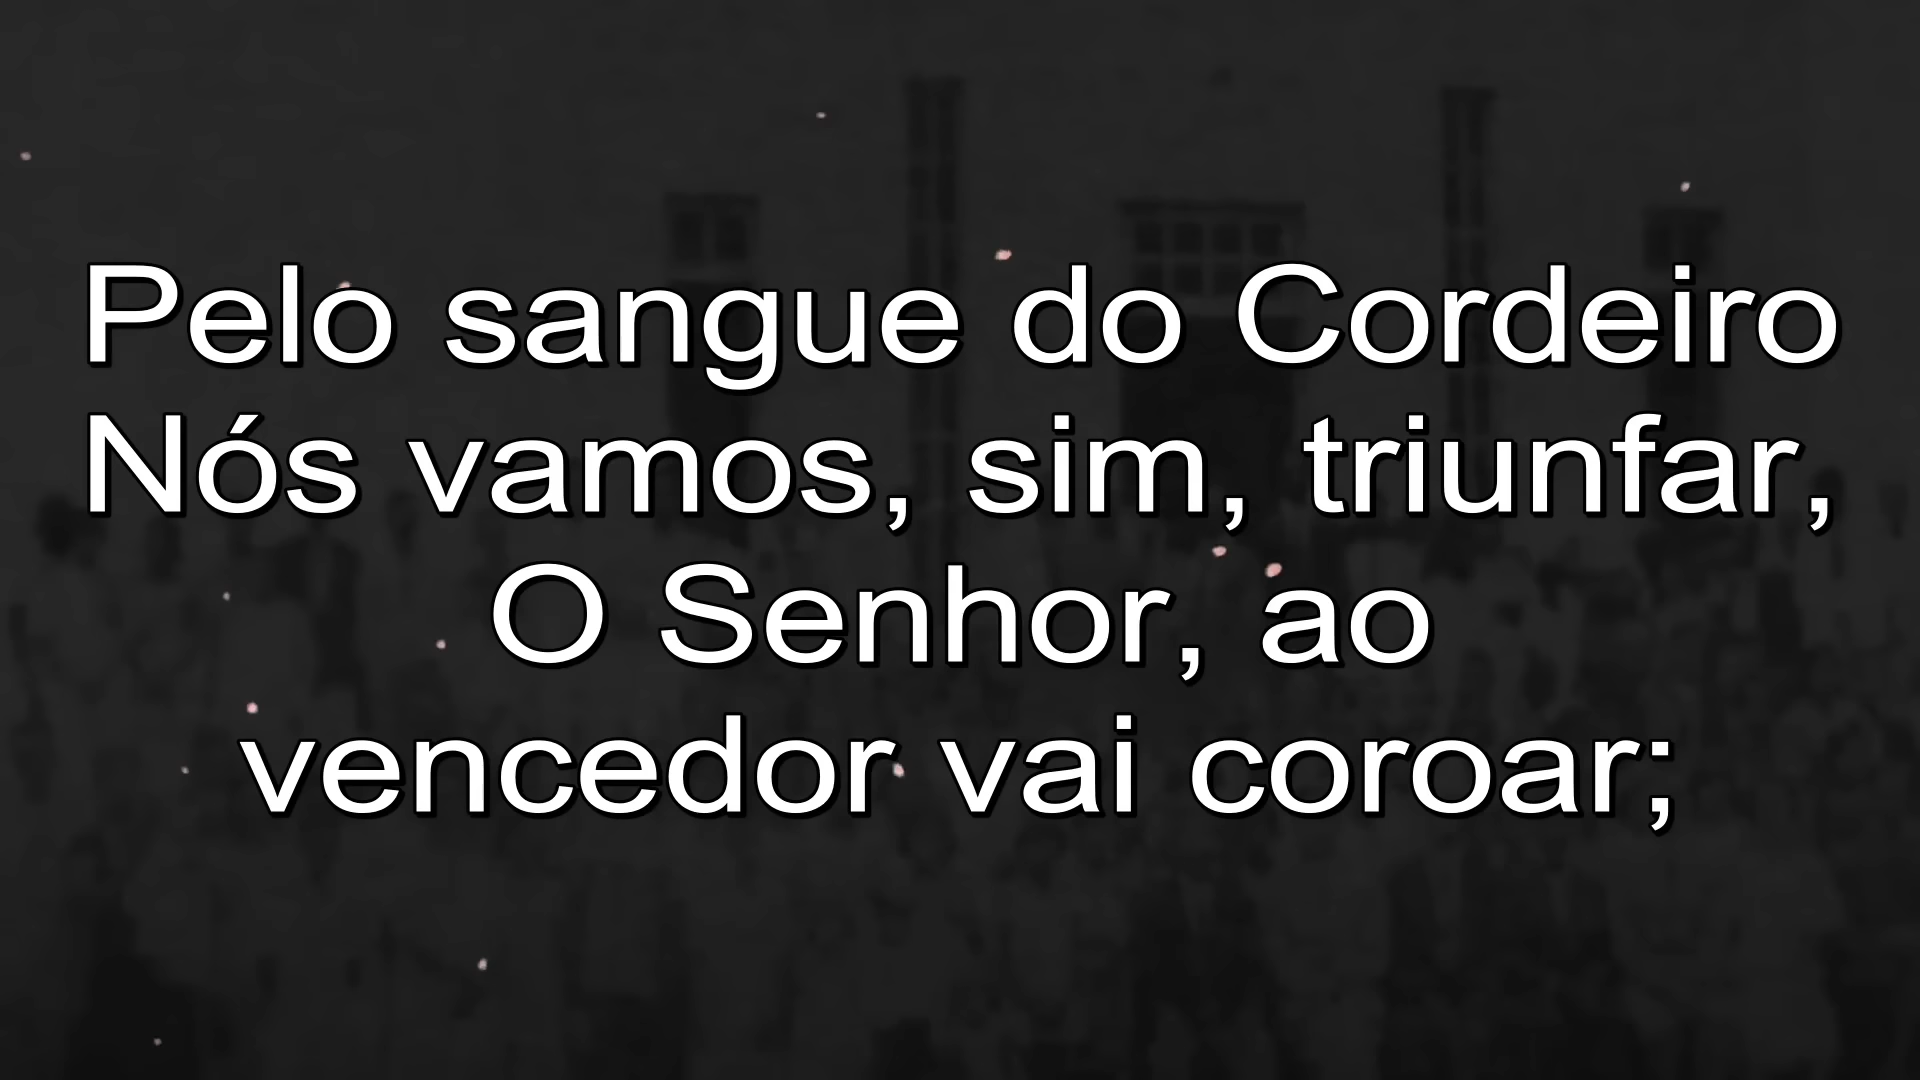 Pelo sangue do Cordeiro
Nós vamos, sim, triunfar,
O Senhor, ao
vencedor vai coroar;